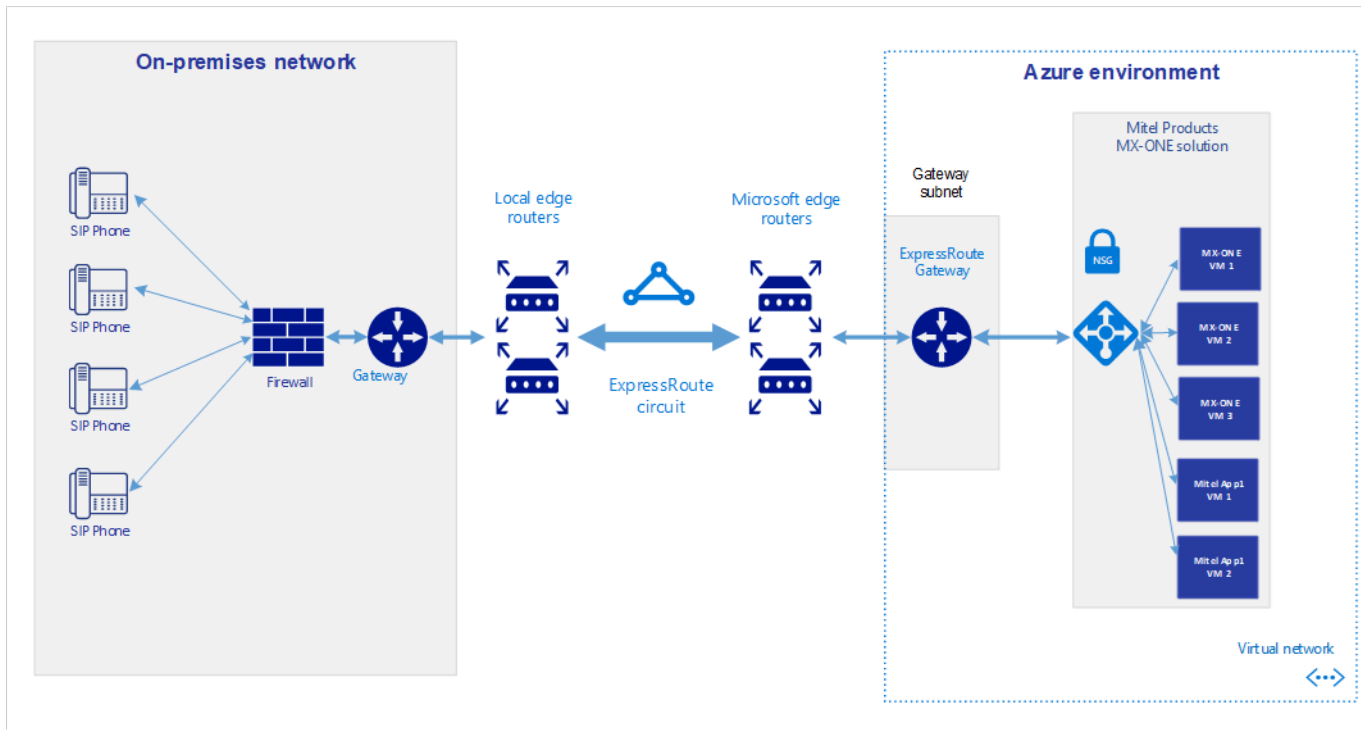 On-premises network
SIP Phone
SIP Phone
SIP Phone
SIP Phone
Firewall
Gateway
Local edge
routers
ExpressRoute
circuit
Microsoft edge
routers
Azure environment
Gateway
subnet
ExpressRoute
Gateway
Mitel Products
MX-ONE solution
NSG
MX-ONE
VM 1
MX-ONE
VM 2
MX-ONE
VM 3
Mitel App1
VM 1
Mitel App1
VM 2
Virtual network